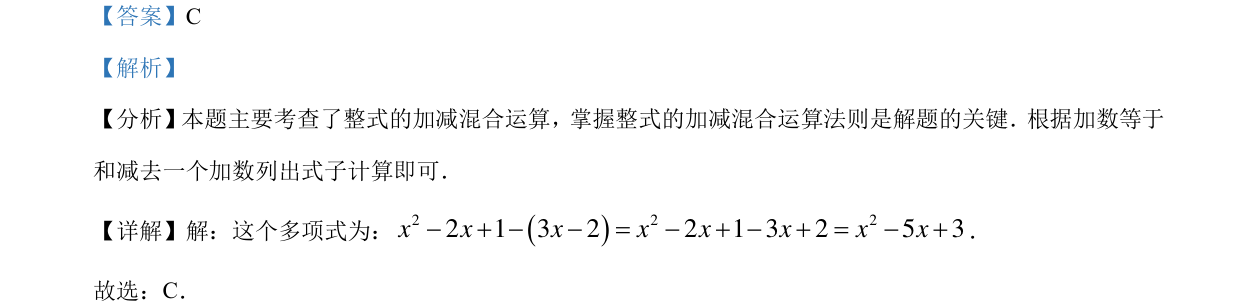 【答案】C
【解析】
【分析】本题主要考查了整式的加减混合运算，掌握整式的加减混合运算法则是解题的关键．根据加数等于
和减去一个加数列出式子计算即可．
【详解】解：这个多项式为：x²−2x+1−(3x−2)=x²−2x+1−3x+2=x²−5x+3．
故选：C．